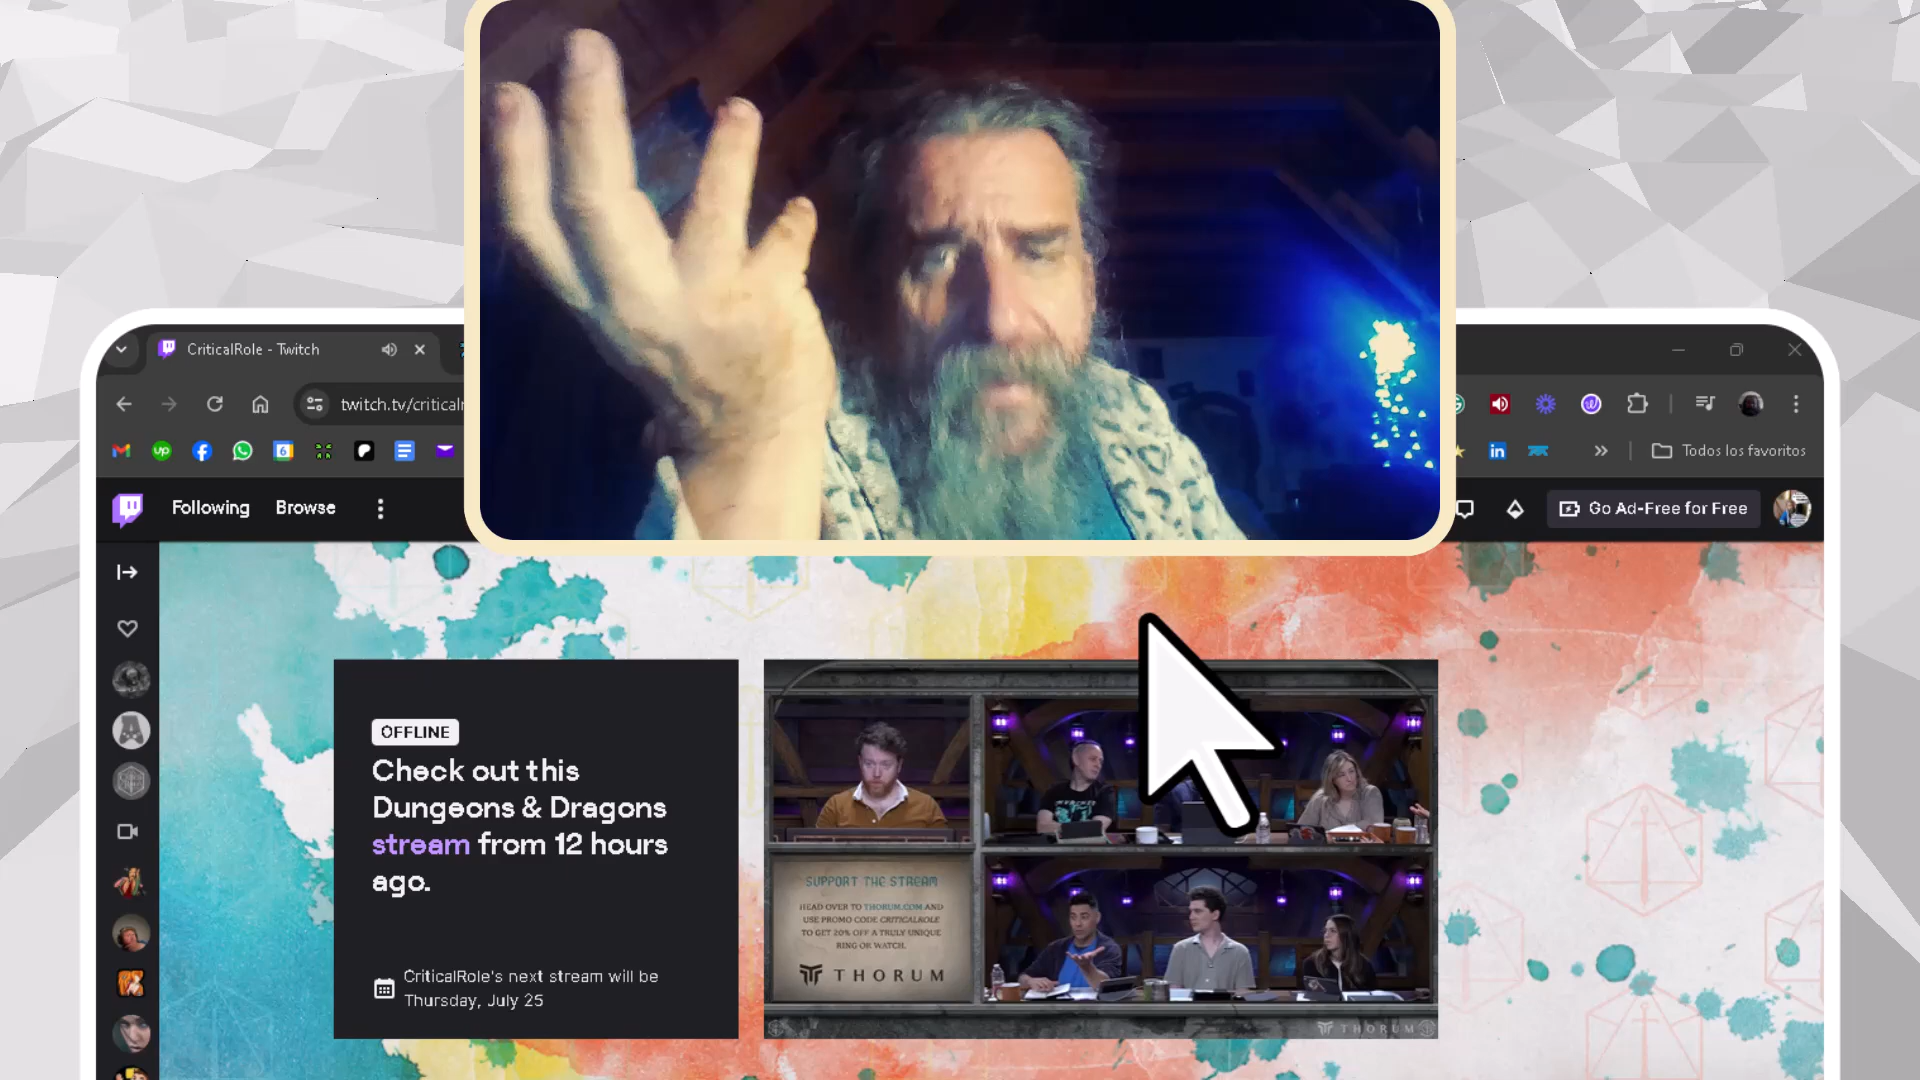 CriticalRole - Twitch
twitch.tv/criticalr
Todos los favoritos
Following
Browse
Go Ad-Free for Free
OFFLINE
Check out this
Dungeons & Dragons
stream from 12 hours
ago.
CriticalRole's next stream will be
Thursday, July 25
SUPPORT THE STREAM
HEAD OVER TO THORUM.COM AND
USE PROMO CODE CRITICALROLE
TO GET 20% OFF A TRULY UNIQUE
RING OR WATCH.
THORUM
THORUM